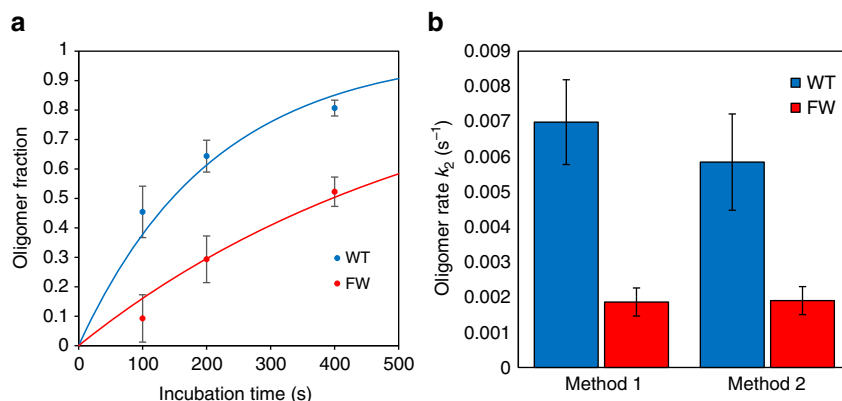 a
Oligomer fraction
1
0.9
0.8
0.7
0.6
0.5
0.4
0.3
0.2
0.1
0
0 100 200 300 400 500
Incubation time (s)
WT
FW
b
Oligomer rate k₂ (s⁻¹)
0.009
0.008
0.007
0.006
0.005
0.004
0.003
0.002
0.001
0
Method 1 Method 2
WT
FW